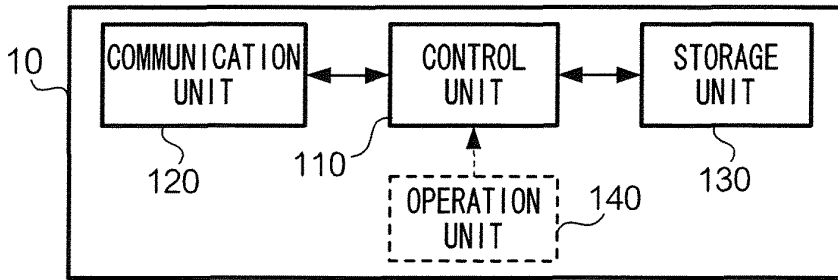 10
COMMUNICATION
UNIT
CONTROL
UNIT
STORAGE
UNIT
120
110
130
OPERATION
UNIT
140